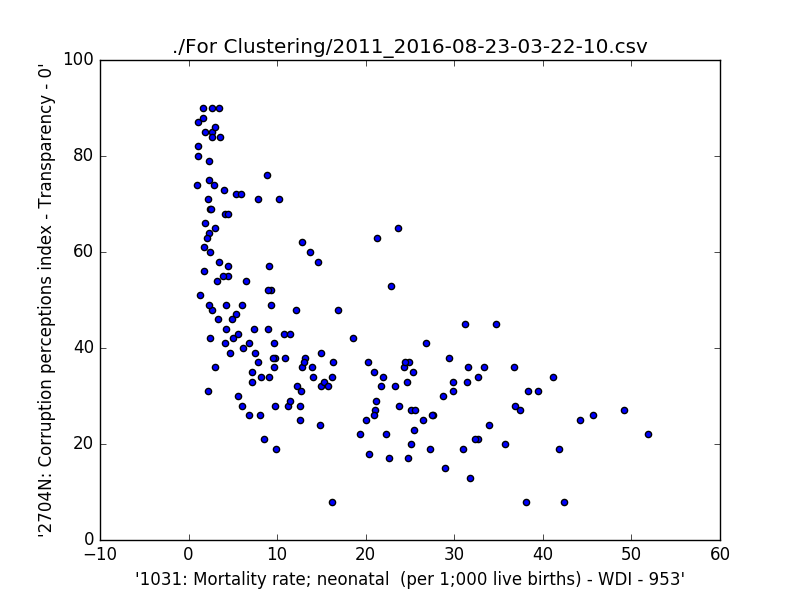 ./For Clustering/2011_2016-08-23-03-22-10.csv
100
80
60
40
20
0
'2704N: Corruption perceptions index - Transparency - 0'
−10 0 10 20 30 40 50 60
'1031: Mortality rate; neonatal  (per 1;000 live births) - WDI - 953'